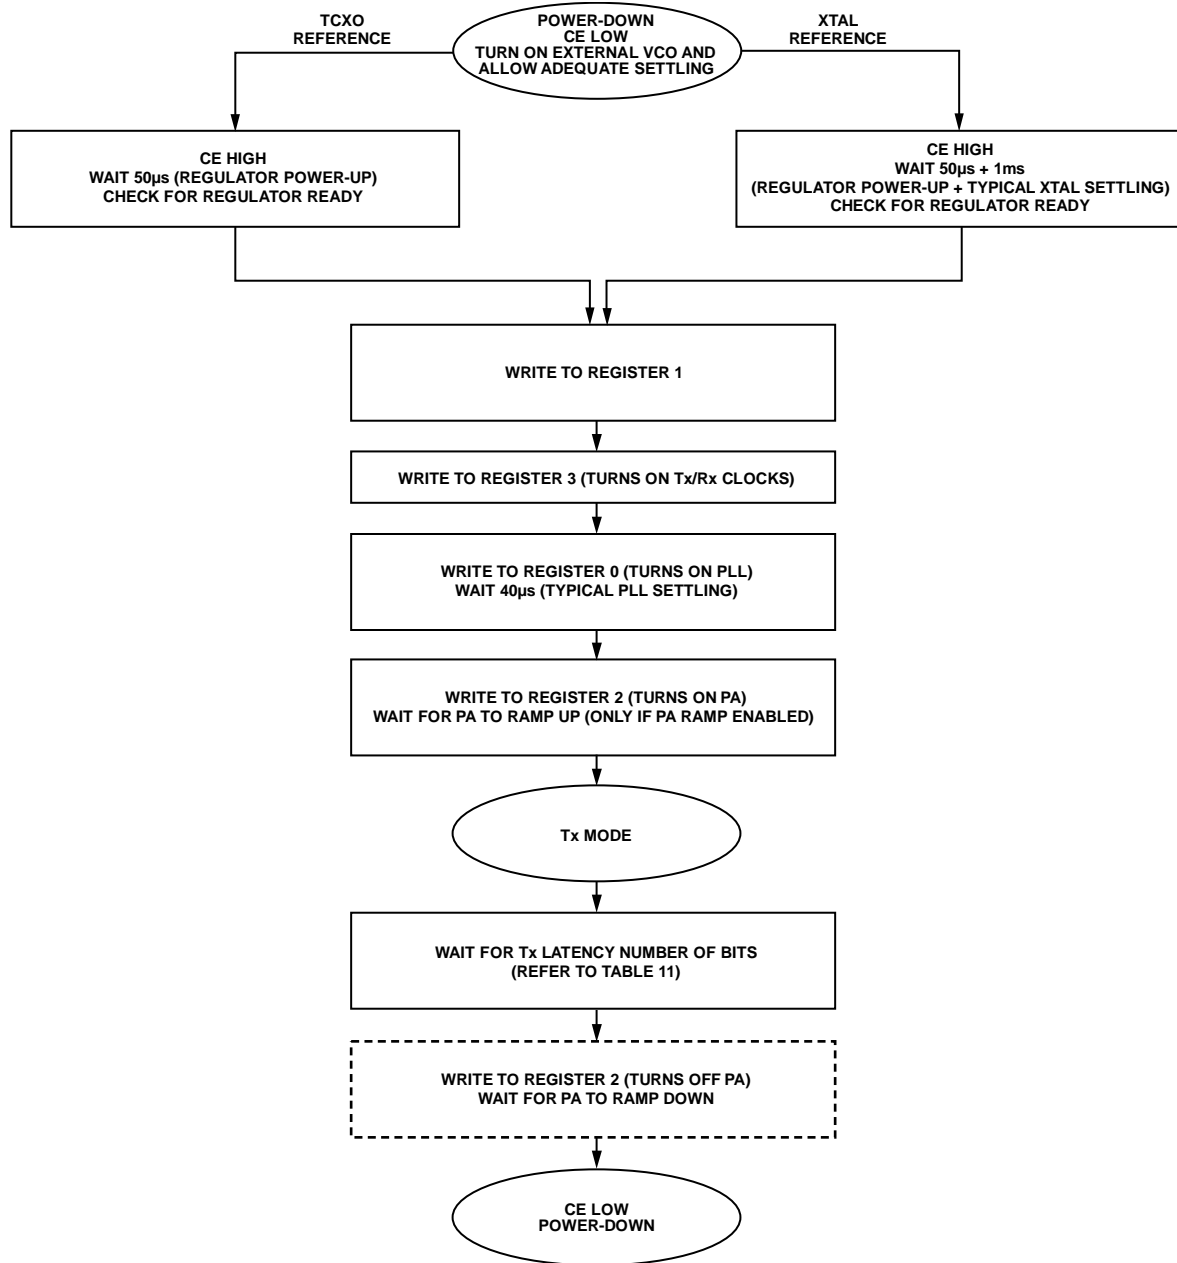 TCXO
REFERENCE
POWER-DOWN
CE LOW
TURN ON EXTERNAL VCO AND
ALLOW ADEQUATE SETTLING
XTAL
REFERENCE
CE HIGH
WAIT 50µs (REGULATOR POWER-UP)
CHECK FOR REGULATOR READY
CE HIGH
WAIT 50µs + 1ms
(REGULATOR POWER-UP + TYPICAL XTAL SETTLING)
CHECK FOR REGULATOR READY
WRITE TO REGISTER 1
WRITE TO REGISTER 3 (TURNS ON Tx/Rx CLOCKS)
WRITE TO REGISTER 0 (TURNS ON PLL)
WAIT 40µs (TYPICAL PLL SETTLING)
WRITE TO REGISTER 2 (TURNS ON PA)
WAIT FOR PA TO RAMP UP (ONLY IF PA RAMP ENABLED)
Tx MODE
WAIT FOR Tx LATENCY NUMBER OF BITS
(REFER TO TABLE 11)
WRITE TO REGISTER 2 (TURNS OFF PA)
WAIT FOR PA TO RAMP DOWN
CE LOW
POWER-DOWN